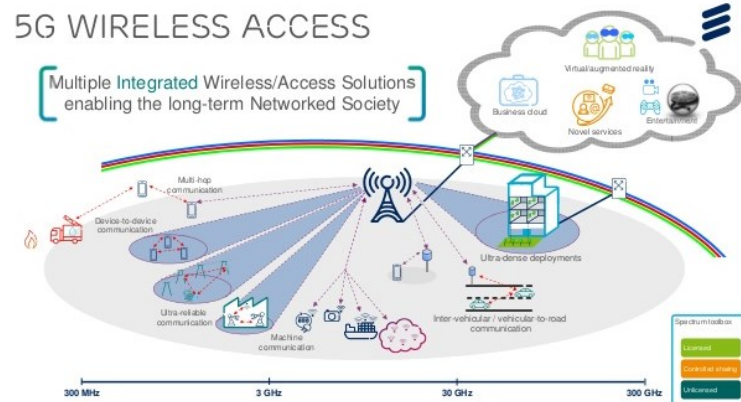 5G WIRELESS ACCESS
Multiple Integrated Wireless/Access Solutions
enabling the long-term Networked Society
Virtual/augmented reality
Business cloud
Novel services
Entertainment
Multi-hop
communication
Device-to-device
communication
Ultra-dense deployments
Ultra-reliable
communication
Machine
communication
Inter-vehicular / vehicular-to-road
communication
Spectrum toolbox
Licensed
Controlled sharing
Unlicensed
300 MHz
3 GHz
30 GHz
300 GHz